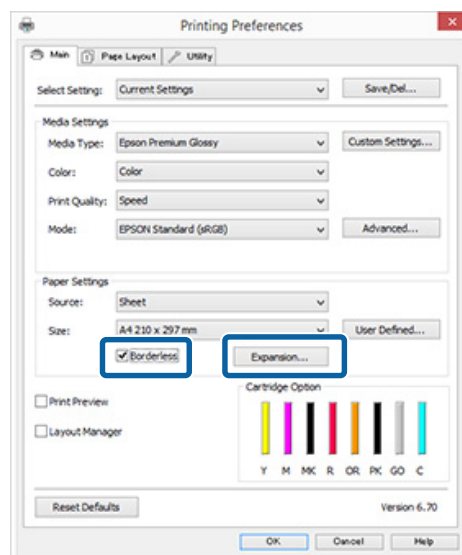 Printing Preferences
Main Page Layout Utility
Select Setting: Current Settings Save/Del...
Media Settings
Media Type: Epson Premium Glossy Custom Settings...
Color: Color
Print Quality: Speed
Mode: EPSON Standard (sRGB) Advanced...
Paper Settings
Source: Sheet
Size: A4 210 x 297 mm User Defined...
Borderless Expansion...
Cartridge Option
Print Preview
Layout Manager
Y M MK R OR PK GO C
Reset Defaults Version 6.70
OK Cancel Help